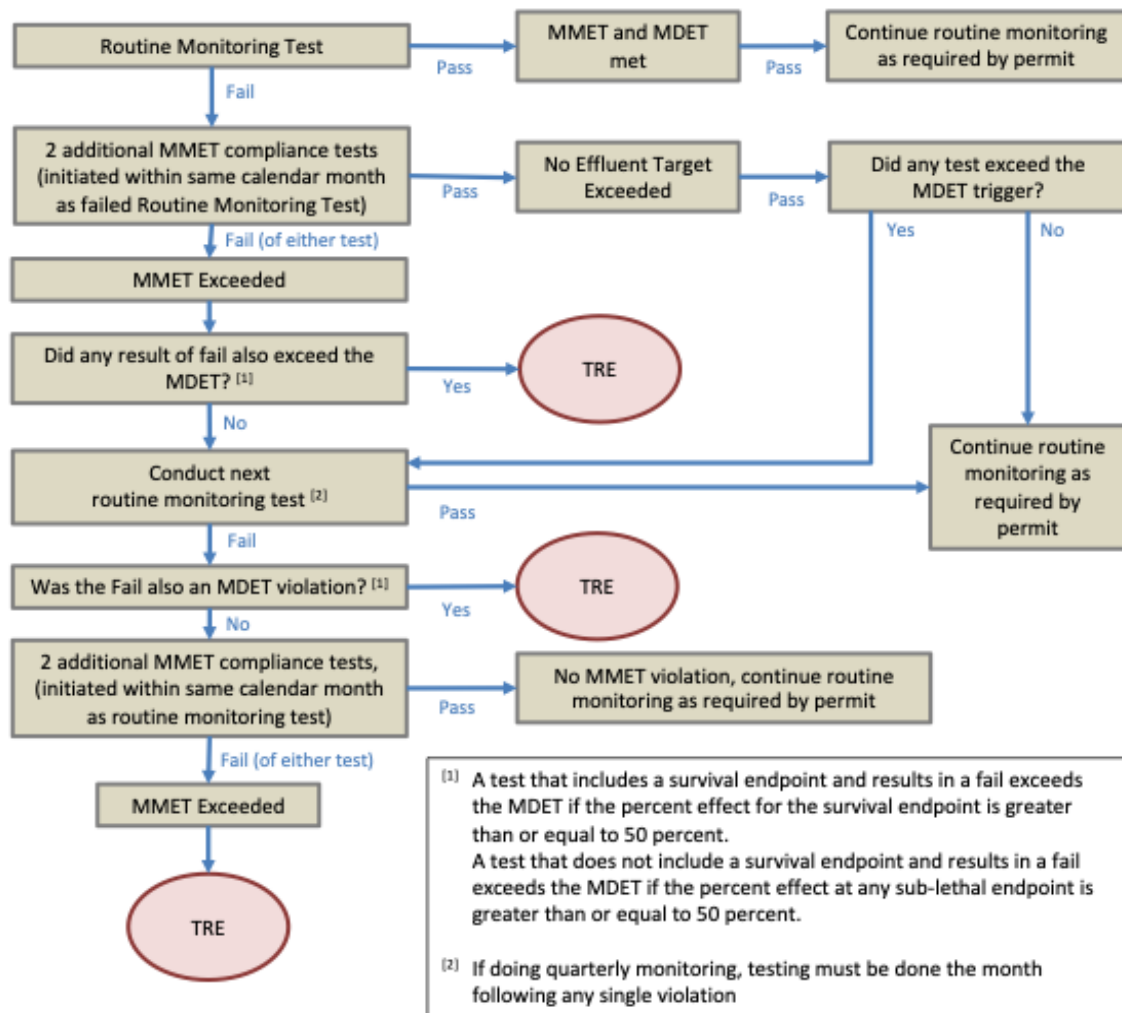 Routine Monitoring Test
Pass
MMET and MDET
met
Pass
Continue routine monitoring
as required by permit
Fail
2 additional MMET compliance tests
(initiated within same calendar month
as failed Routine Monitoring Test)
Pass
No Effluent Target
Exceeded
Pass
Did any test exceed the
MDET trigger?
Yes
No
Fail (of either test)
MMET Exceeded
Did any result of fail also exceed the
MDET? [1]
Yes
TRE
No
Conduct next
routine monitoring test [2]
Pass
Continue routine
monitoring as
required by
permit
Fail
Was the Fail also an MDET violation? [1]
Yes
TRE
No
2 additional MMET compliance tests,
(initiated within same calendar month
as routine monitoring test)
Pass
No MMET violation, continue routine
monitoring as required by permit
Fail (of either test)
MMET Exceeded
TRE
[1] A test that includes a survival endpoint and results in a fail exceeds
the MDET if the percent effect for the survival endpoint is greater
than or equal to 50 percent.
A test that does not include a survival endpoint and results in a fail
exceeds the MDET if the percent effect at any sub-lethal endpoint is
greater than or equal to 50 percent.
[2] If doing quarterly monitoring, testing must be done the month
following any single violation